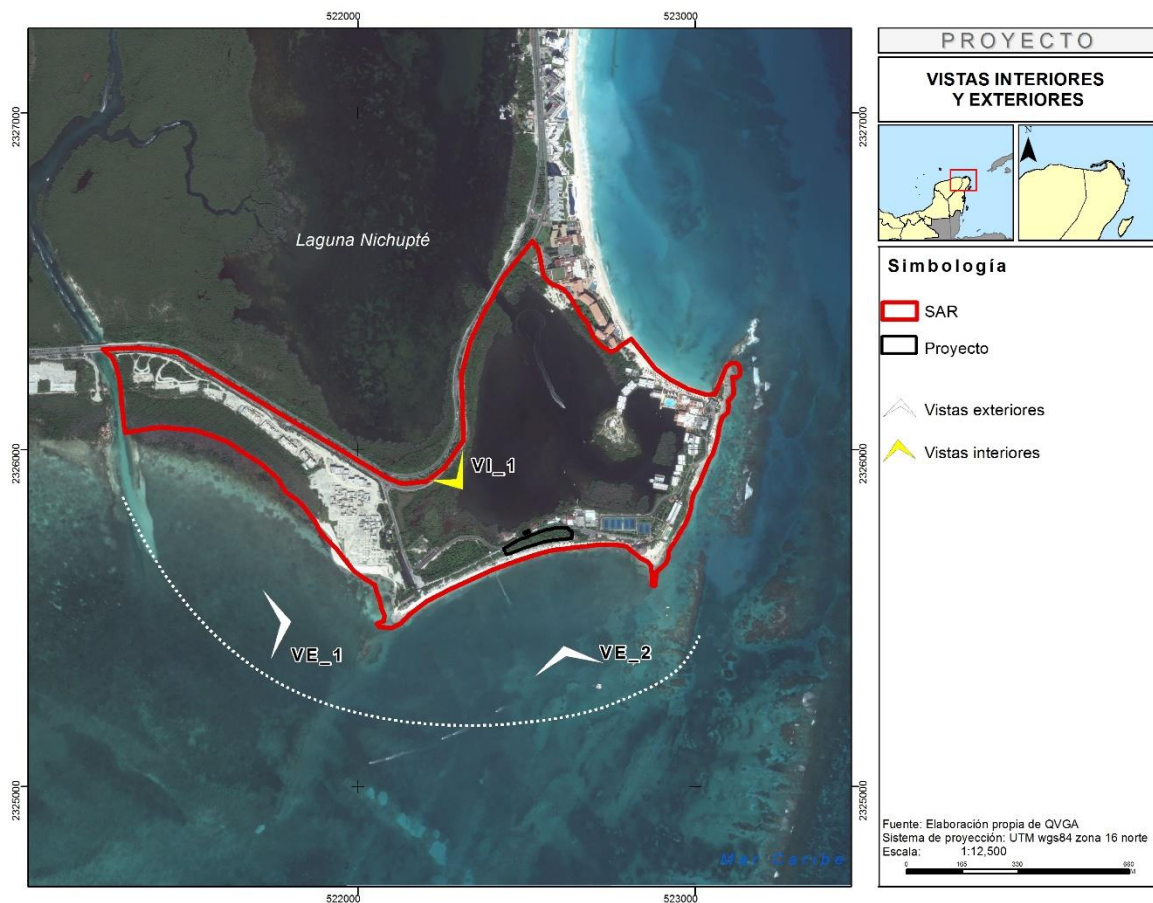 522000
523000
2327000
2326000
2325000
Laguna Nichupté
VI_1
VE_1
VE_2
Mar Caribe
2327000
2326000
2325000
522000
523000
PROYECTO
VISTAS INTERIORES
Y EXTERIORES
N
Simbología
SAR
Proyecto
Vistas exteriores
Vistas interiores
Fuente: Elaboración propia de QVGA
Sistema de proyección: UTM wgs84 zona 16 norte
Escala: 1:12,500
0 165 330 660
M